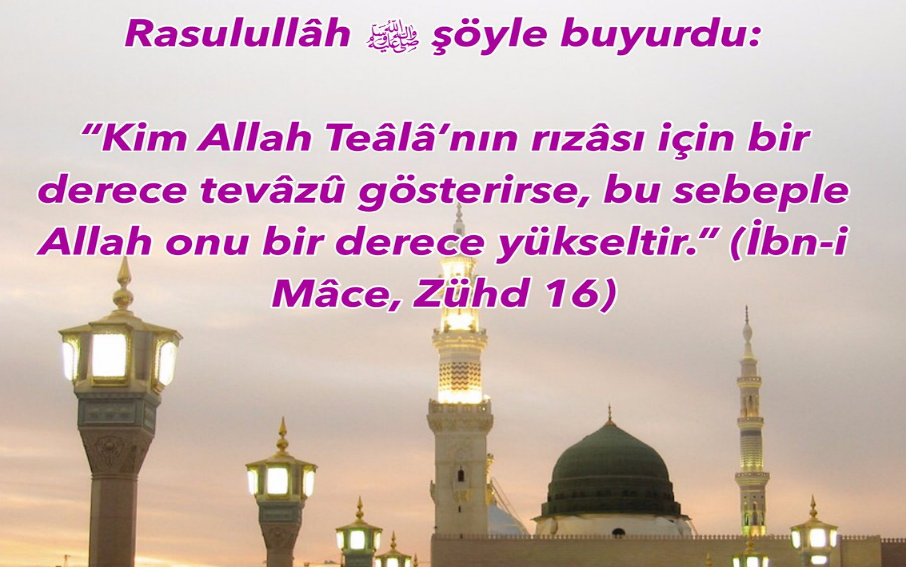 Rasulullâh ﷺ şöyle buyurdu:
“Kim Allah Teâlâ’nın rızâsı için bir
derece tevâzû gösterirse, bu sebeple
Allah onu bir derece yükseltir.” (İbn-i
Mâce, Zühd 16)